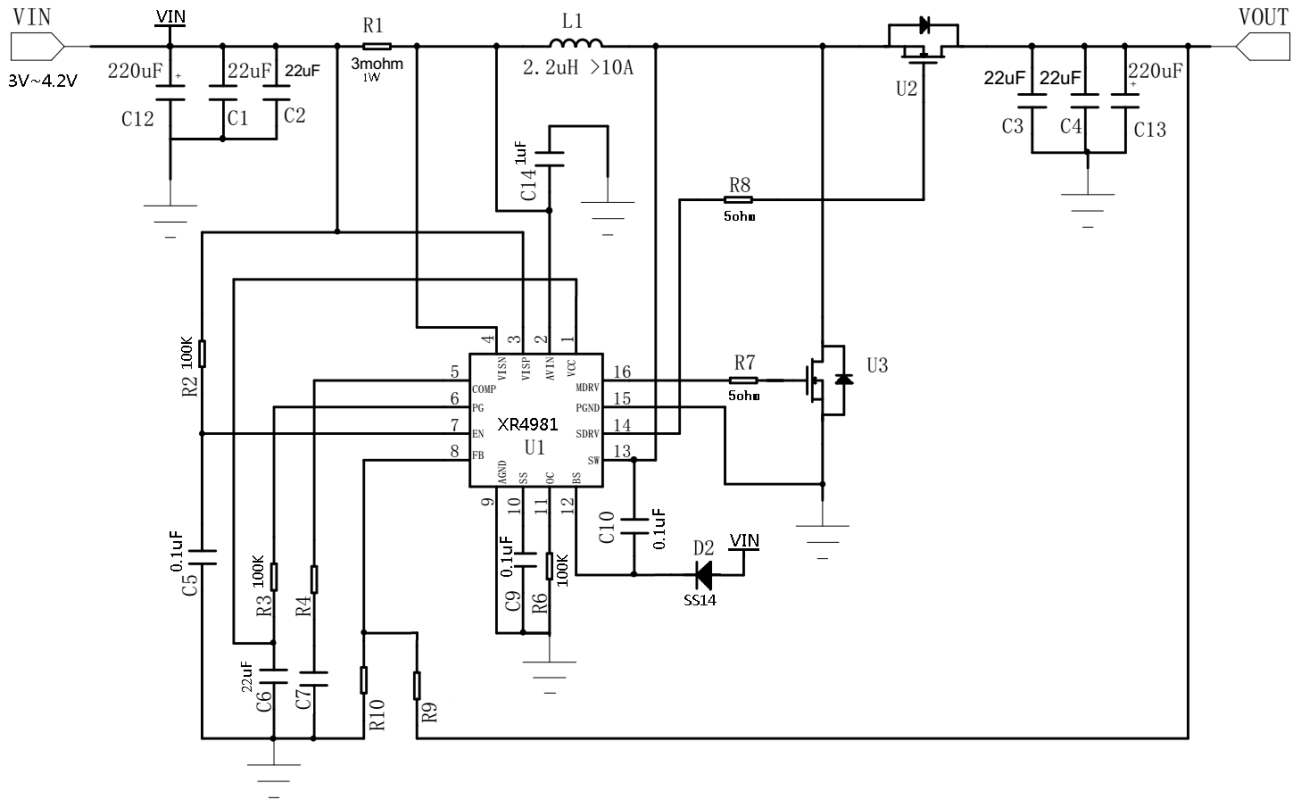 VIN
VIN
3V~4.2V
220uF
+
C12
22uF
C1
22uF
C2
R1
3mohm
1W
L1
2.2uH >10A
U2
22uF
C3
22uF
C4
220uF
+
C13
VOUT
1uF
C14
R8
5ohm
100K
R2
4
3
2
1
VISN
VISP
AVIN
VCC
5
COMP
6
PG
7
EN
8
FB
XR4981
U1
16
MDRV
15
PGND
14
SDRV
13
SW
R7
5ohm
U3
AGND
SS
OC
BS
9
10
11
12
0.1uF
C5
100K
R3
R4
0.1uF
C9
100K
R6
C10
0.1uF
D2
SS14
VIN
22uF
C6
C7
R10
R9